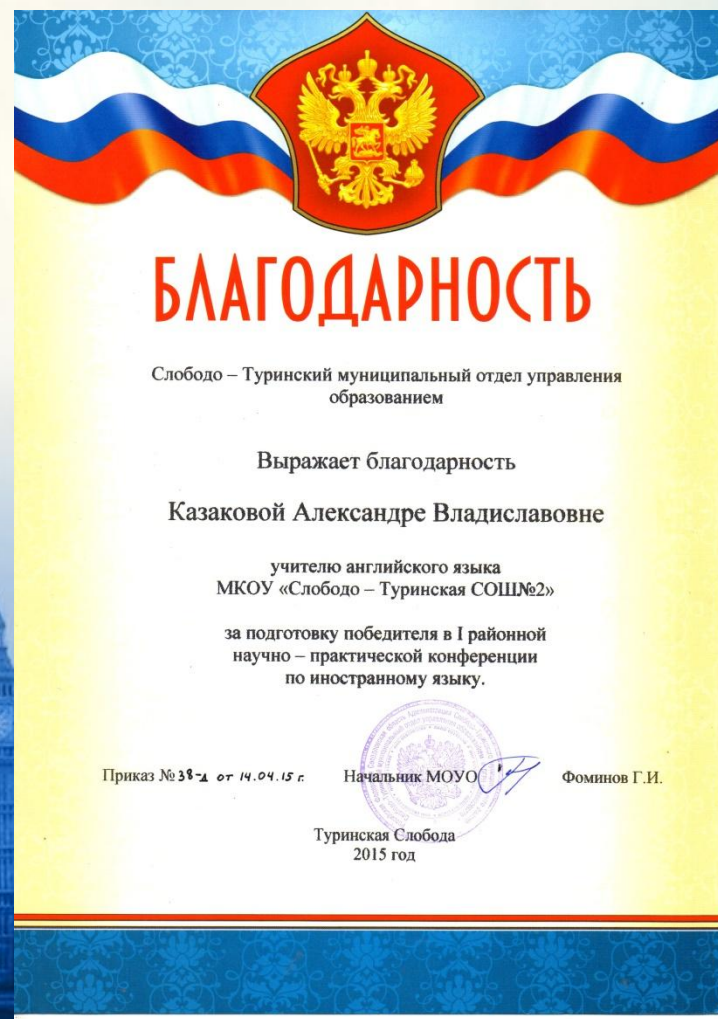 БЛАГОДАРНОСТЬ
Слободо – Туринский муниципальный отдел управления
образованием
Выражает благодарность
Казаковой Александре Владиславовне
учителю английского языка
МКОУ «Слободо – Туринская СОШ№2»
за подготовку победителя в I районной
научно – практической конференции
по иностранному языку.
Приказ №38-д от 14.04.15 г. Начальник МОУО Фоминов Г.И.
Туринская Слобода
2015 год